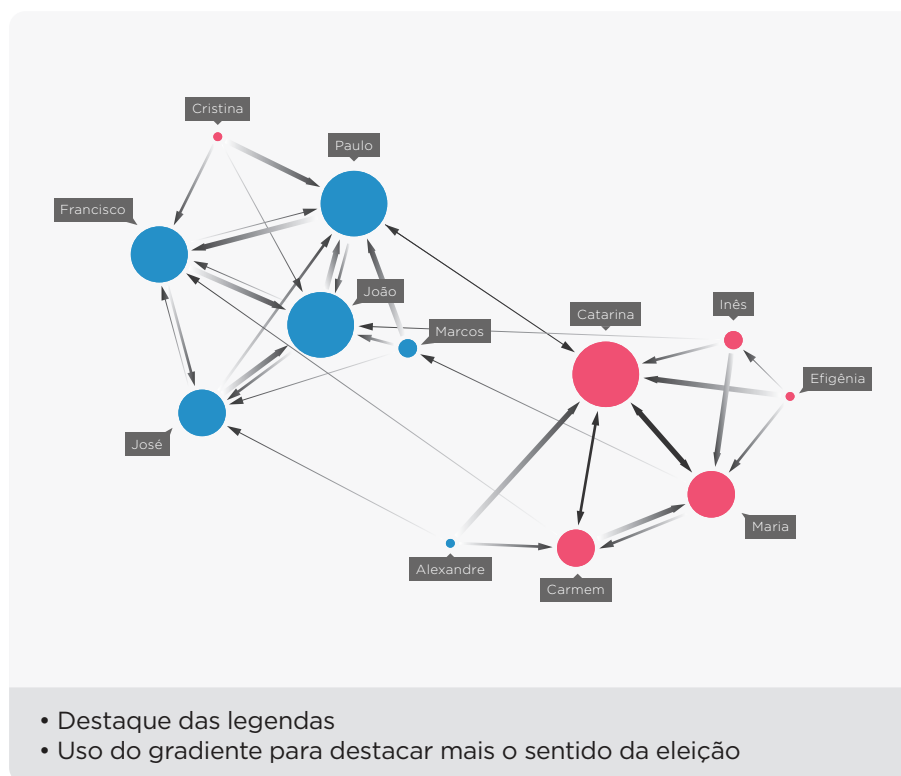 Cristina
Paulo
Francisco
João
Marcos
Catarina
Inês
Efigênia
José
Maria
Alexandre
Carmem
• Destaque das legendas
• Uso do gradiente para destacar mais o sentido da eleição